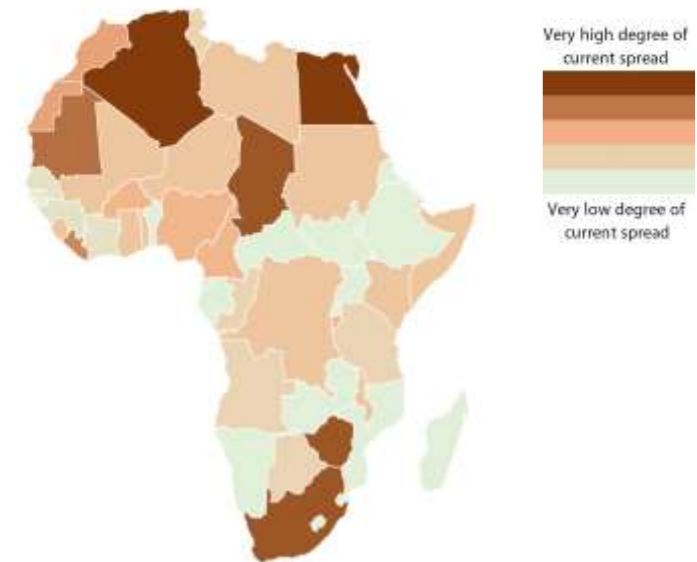 Very high degree of
current spread
Very low degree of
current spread